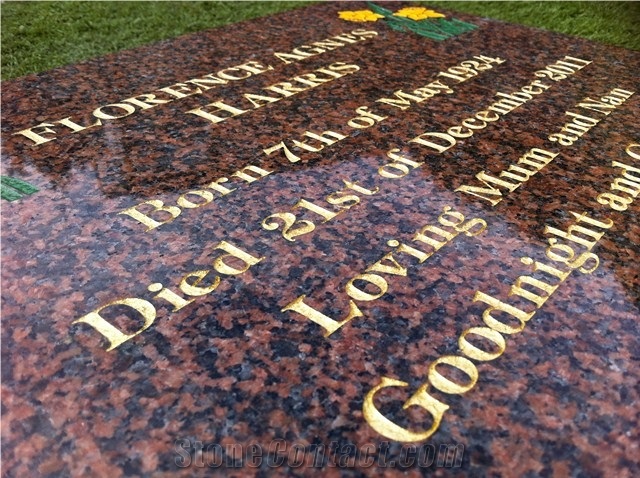 FLORENCE AGNES
HARRIS
Born 7th of May 1924
Died 21st of December 2011
Loving Mum and Nan
Goodnight and
StoneContact.com